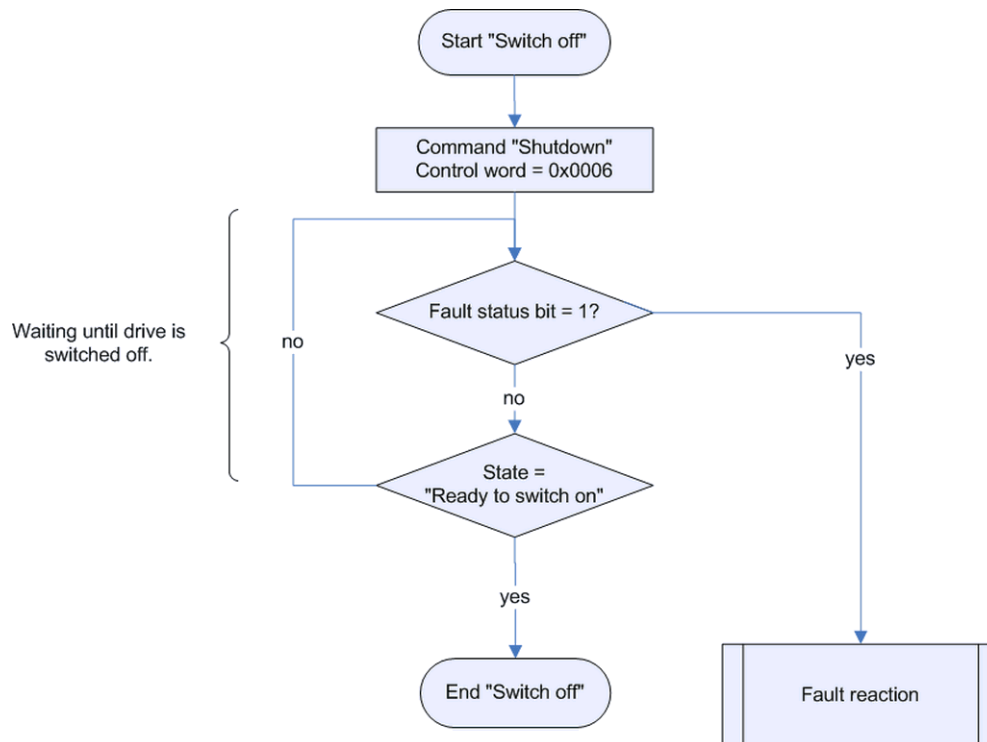 Start "Switch off"
Command "Shutdown"
Control word = 0x0006
Fault status bit = 1?
Waiting until drive is
switched off.
no
yes
no
State =
"Ready to switch on"
yes
End "Switch off"
Fault reaction